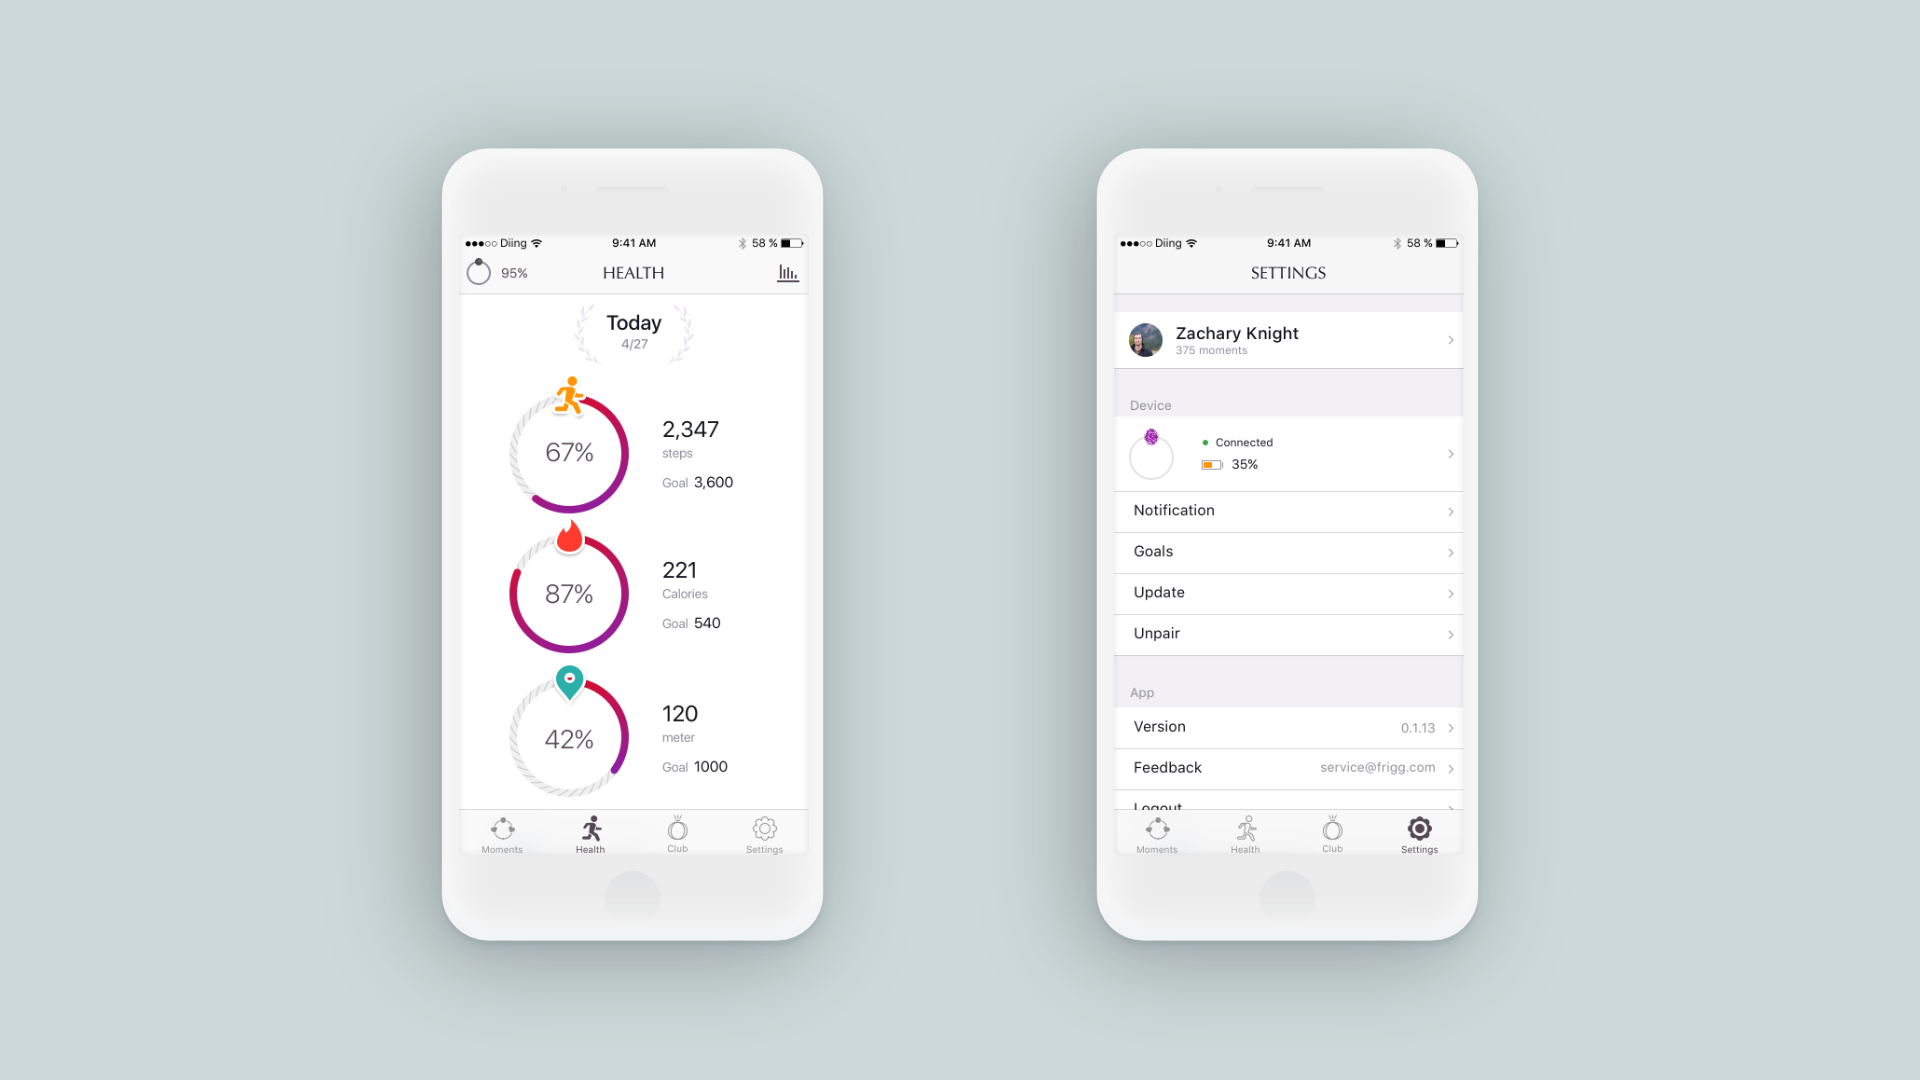 Diing 9:41 AM 58 %
95% HEALTH
Today
4/27
67%
2,347
steps
Goal 3,600
87%
221
Calories
Goal 540
42%
120
meter
Goal 1000
Moments Health Club Settings
Diing 9:41 AM 58 %
SETTINGS
Zachary Knight
375 moments
Device
Connected
35%
Notification
Goals
Update
Unpair
App
Version 0.1.13
Feedback service@frigg.com
Logout
Moments Health Club Settings